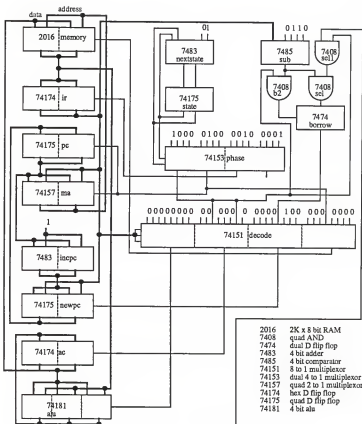 address
data
2016 memory
74174 ir
74175 pc
74157 ma
1
7483 incpc
74175 newpc
74174 ac
74181
alu
01
7483
nextstate
74175
state
0110
7485
sub
7408
sel1
7408
b2
7408
sel
7474
borrow
1000 0100 0010 0001
74153 phase
00000000 00 000 0 0000 100 000 0000
74151 decode
2016 2K x 8 bit RAM
7408 quad AND
7474 dual D flip flop
7483 4 bit adder
7485 4 bit comparator
74151 8 to 1 multiplexor
74153 dual 4 to 1 multiplexor
74157 quad 2 to 1 multiplexor
74174 hex D flip flop
74175 quad D flip flop
74181 4 bit alu